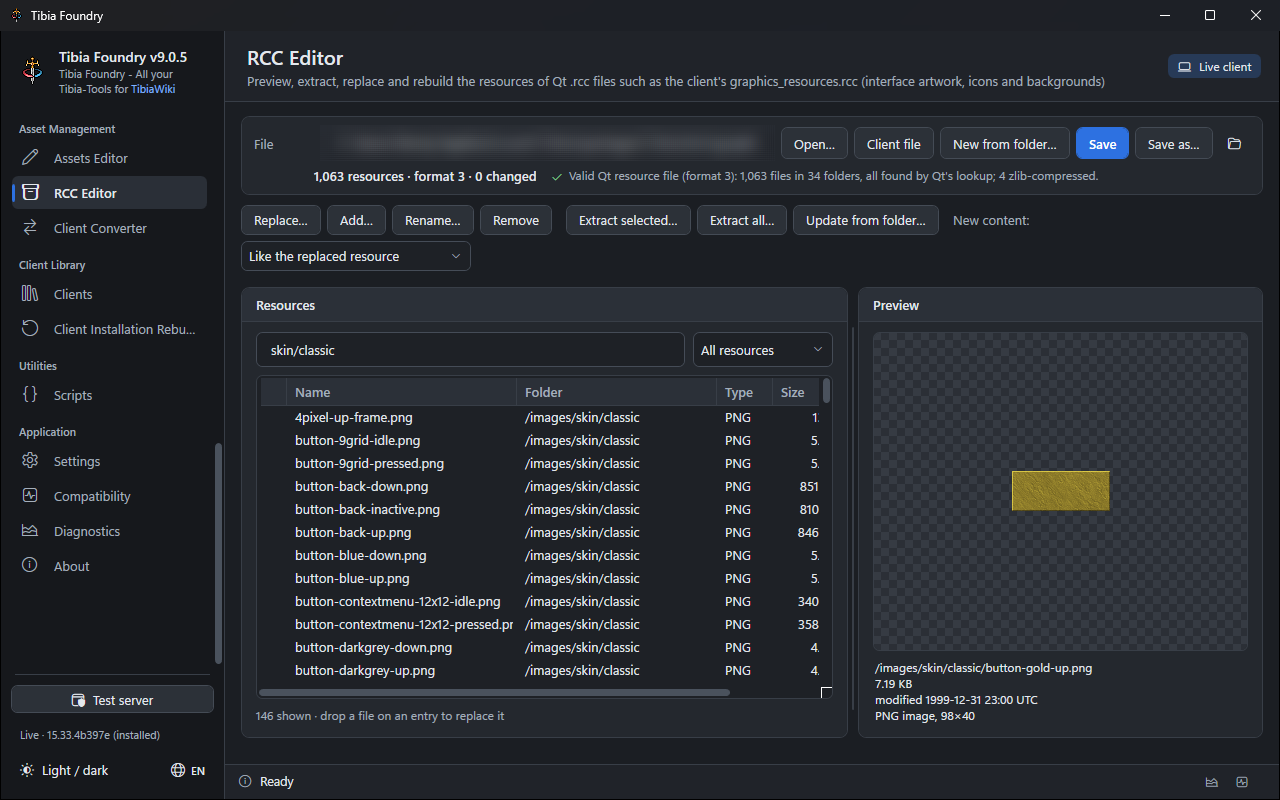 Tibia Foundry
Tibia Foundry v9.0.5
Tibia Foundry - All your
Tibia-Tools for TibiaWiki
Asset Management
Assets Editor
RCC Editor
Client Converter
Client Library
Clients
Client Installation Rebu...
Utilities
Scripts
Application
Settings
Compatibility
Diagnostics
About
Test server
Live · 15.33.4b397e (installed)
Light / dark
EN
RCC Editor
Preview, extract, replace and rebuild the resources of Qt .rcc files such as the client's graphics_resources.rcc (interface artwork, icons and backgrounds)
Live client
File
Open...
Client file
New from folder...
Save
Save as...
1,063 resources · format 3 · 0 changed
Valid Qt resource file (format 3): 1,063 files in 34 folders, all found by Qt's lookup; 4 zlib-compressed.
Replace...
Add...
Rename...
Remove
Extract selected...
Extract all...
Update from folder...
New content:
Like the replaced resource
Resources
skin/classic
All resources
Name Folder Type Size
4pixel-up-frame.png /images/skin/classic PNG 1.
button-9grid-idle.png /images/skin/classic PNG 5.
button-9grid-pressed.png /images/skin/classic PNG 5.
button-back-down.png /images/skin/classic PNG 851
button-back-inactive.png /images/skin/classic PNG 810
button-back-up.png /images/skin/classic PNG 846
button-blue-down.png /images/skin/classic PNG 5.
button-blue-up.png /images/skin/classic PNG 5.
button-contextmenu-12x12-idle.png /images/skin/classic PNG 340
button-contextmenu-12x12-pressed.pr /images/skin/classic PNG 358
button-darkgrey-down.png /images/skin/classic PNG 4.
button-darkgrey-up.png /images/skin/classic PNG 4.
146 shown · drop a file on an entry to replace it
Preview
/images/skin/classic/button-gold-up.png
7.19 KB
modified 1999-12-31 23:00 UTC
PNG image, 98×40
Ready